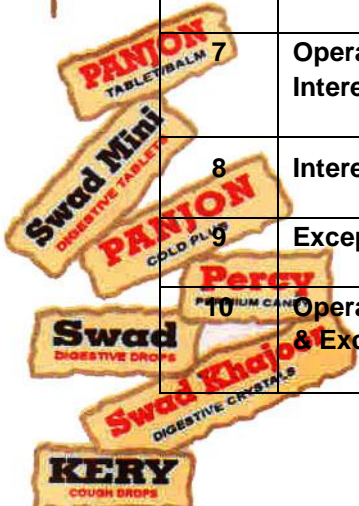 PANJON
TABLET/BALM
7
Opera
Intere
Swad Mini
DIGESTIVE TABLETS
8
Intere
PANJON
COLD PLUS
9
Excep
Percy
PREMIUM CANDY
10
Opera
& Exc
Swad
DIGESTIVE DROPS
Swad Khajoor
DIGESTIVE CRYSTALS
KERY
COUGH DROPS